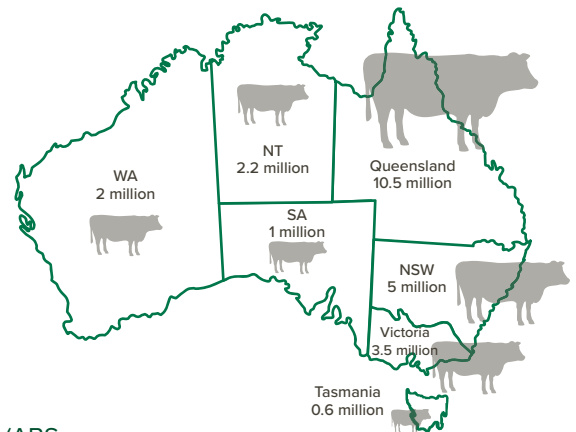 NT
2.2 million
WA
2 million
Queensland
10.5 million
SA
1 million
NSW
5 million
Victoria
3.5 million
Tasmania
0.6 million